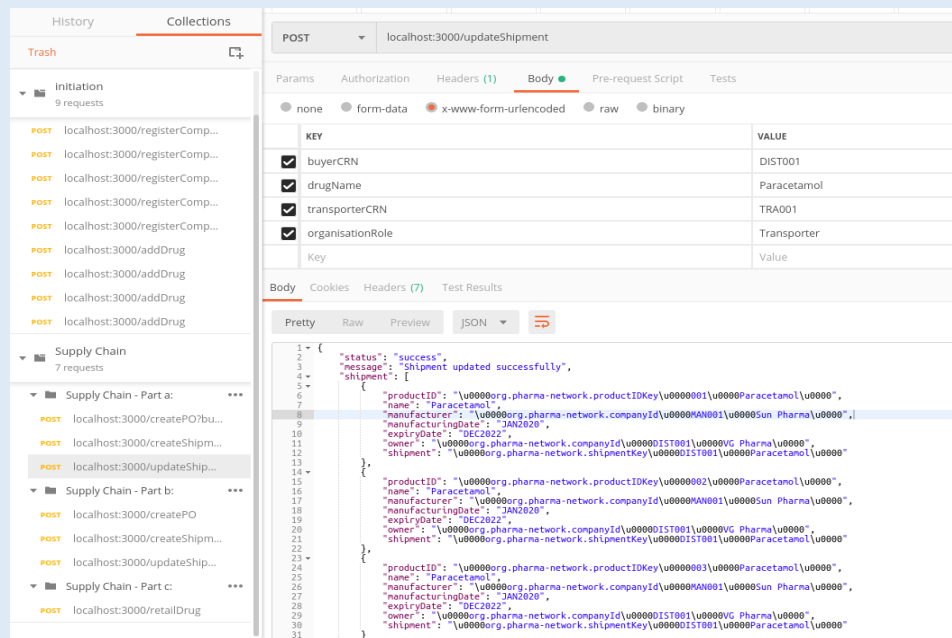 History Collections
Trash
initiation
9 requests
POST localhost:3000/registerComp...
POST localhost:3000/registerComp...
POST localhost:3000/registerComp...
POST localhost:3000/registerComp...
POST localhost:3000/registerComp...
POST localhost:3000/addDrug
POST localhost:3000/addDrug
POST localhost:3000/addDrug
POST localhost:3000/addDrug
Supply Chain
7 requests
Supply Chain - Part a:
POST localhost:3000/createPO?bu...
POST localhost:3000/createShipm...
POST localhost:3000/updateShip...
Supply Chain - Part b:
POST localhost:3000/createPO
POST localhost:3000/createShipm...
POST localhost:3000/updateShip...
Supply Chain - Part c:
POST localhost:3000/retailDrug
POST localhost:3000/updateShipment
Params Authorization Headers (1) Body Pre-request Script Tests
none form-data x-www-form-urlencoded raw binary
KEY VALUE
buyerCRN DIST001
drugName Paracetamol
transporterCRN TRA001
organisationRole Transporter
Key Value
Body Cookies Headers (7) Test Results
Pretty Raw Preview JSON
1 {
2 "status": "success",
3 "message": "Shipment updated successfully",
4 "shipment": [
5 {
6 "productID": "\u0000org.pharma-network.productIDKey\u0000001\u0000Paracetamol\u0000",
7 "name": "Paracetamol",
8 "manufacturer": "\u0000org.pharma-network.companyId\u0000MAN001\u0000Sun Pharma\u0000",
9 "manufacturingDate": "JAN2020",
10 "expiryDate": "DEC2022",
11 "owner": "\u0000org.pharma-network.companyId\u0000DIST001\u0000VG Pharma\u0000",
12 "shipment": "\u0000org.pharma-network.shipmentKey\u0000DIST001\u0000Paracetamol\u0000"
13 },
14 {
15 "productID": "\u0000org.pharma-network.productIDKey\u0000002\u0000Paracetamol\u0000",
16 "name": "Paracetamol",
17 "manufacturer": "\u0000org.pharma-network.companyId\u0000MAN001\u0000Sun Pharma\u0000",
18 "manufacturingDate": "JAN2020",
19 "expiryDate": "DEC2022",
20 "owner": "\u0000org.pharma-network.companyId\u0000DIST001\u0000VG Pharma\u0000",
21 "shipment": "\u0000org.pharma-network.shipmentKey\u0000DIST001\u0000Paracetamol\u0000"
22 },
23 {
24 "productID": "\u0000org.pharma-network.productIDKey\u0000003\u0000Paracetamol\u0000",
25 "name": "Paracetamol",
26 "manufacturer": "\u0000org.pharma-network.companyId\u0000MAN001\u0000Sun Pharma\u0000",
27 "manufacturingDate": "JAN2020",
28 "expiryDate": "DEC2022",
29 "owner": "\u0000org.pharma-network.companyId\u0000DIST001\u0000VG Pharma\u0000",
30 "shipment": "\u0000org.pharma-network.shipmentKey\u0000DIST001\u0000Paracetamol\u0000"
31 }